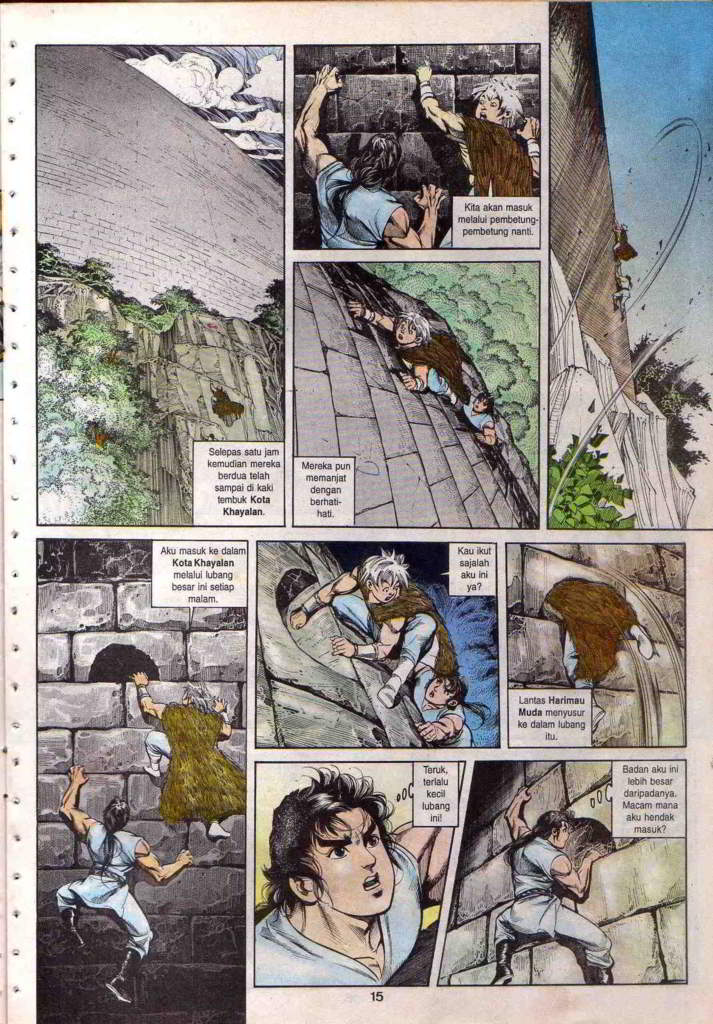 Selepas satu jam
kemudian mereka
berdua telah
sampai di kaki
tembuk Kota
Khayalan.
Kita akan masuk
melalui pembetung-
pembetung nanti.
Mereka pun
memanjat
dengan
berhati-
hati.
Aku masuk ke dalam
Kota Khayalan
melalui lubang
besar ini setiap
malam.
Kau ikut
sajalah
aku ini
ya?
Lantas Harimau
Muda menyusur
ke dalam lubang
itu.
Teruk,
terlalu
kecil
lubang
ini!
Badan aku ini
lebih besar
daripadanya.
Macam mana
aku hendak
masuk?
15